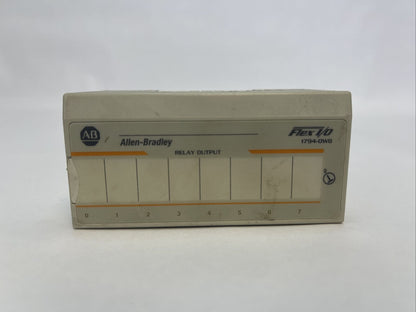 AB
Allen-Bradley
Flex I/O
1794-OW8
RELAY OUTPUT
0 1 2 3 4 5 6 7